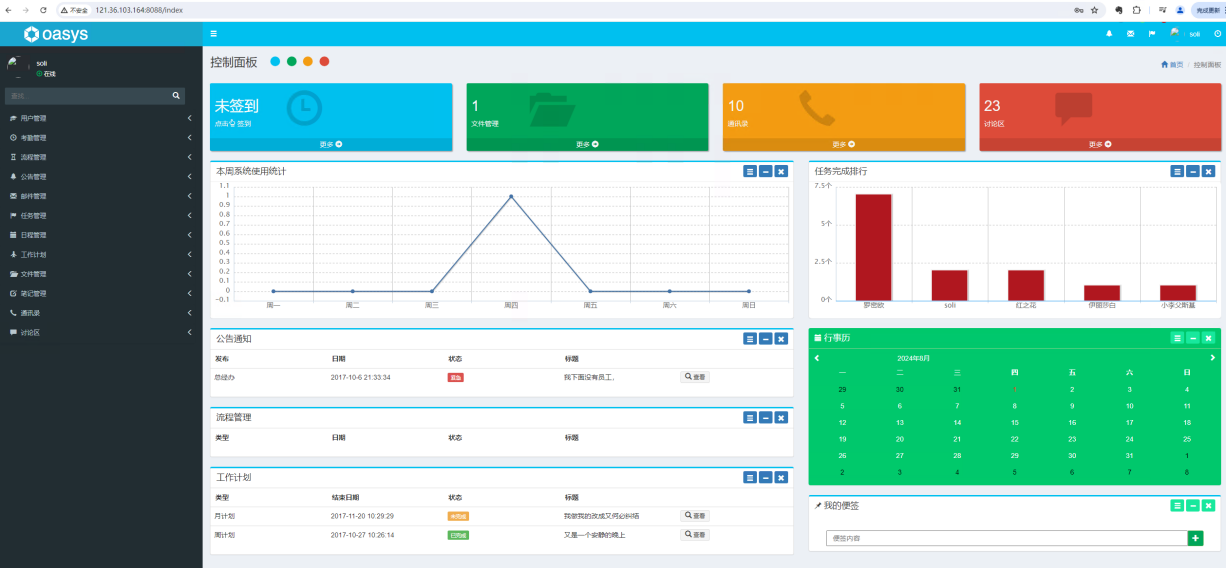 不安全 121.36.103.164:8088/index
完成更新
oasys
soli
soli
在线
控制面板
首页 / 控制面板
查询...
用户管理
考勤管理
流程管理
公告管理
邮件管理
任务管理
日程管理
工作计划
文件管理
笔记管理
通讯录
讨论区
未签到
点击 签到
更多
1
文件管理
更多
10
通讯录
更多
23
讨论区
更多
本周系统使用统计
1.1
1
0.9
0.8
0.7
0.6
0.5
0.4
0.3
0.2
0.1
0
-0.1
周一 周二 周三 周四 周五 周六 周日
任务完成排行
7.5个
5个
2.5个
0个
罗密欧 soli 红之花 伊丽莎白 小李父斯基
公告通知
发布 日期 状态 标题
总经办 2017-10-6 21:33:34 紧急 我下面没有员工, 查看
流程管理
类型 日期 状态 标题
工作计划
类型 结束日期 状态 标题
月计划 2017-11-20 10:29:29 未完成 我做我的改成又何必纠结 查看
周计划 2017-10-27 10:26:14 已完成 又是一个安静的晚上 查看
行事历
2024年8月
一 二 三 四 五 六 日
29 30 31 1 2 3 4
5 6 7 8 9 10 11
12 13 14 15 16 17 18
19 20 21 22 23 24 25
26 27 28 29 30 31 1
2 3 4 5 6 7 8
我的便签
便签内容